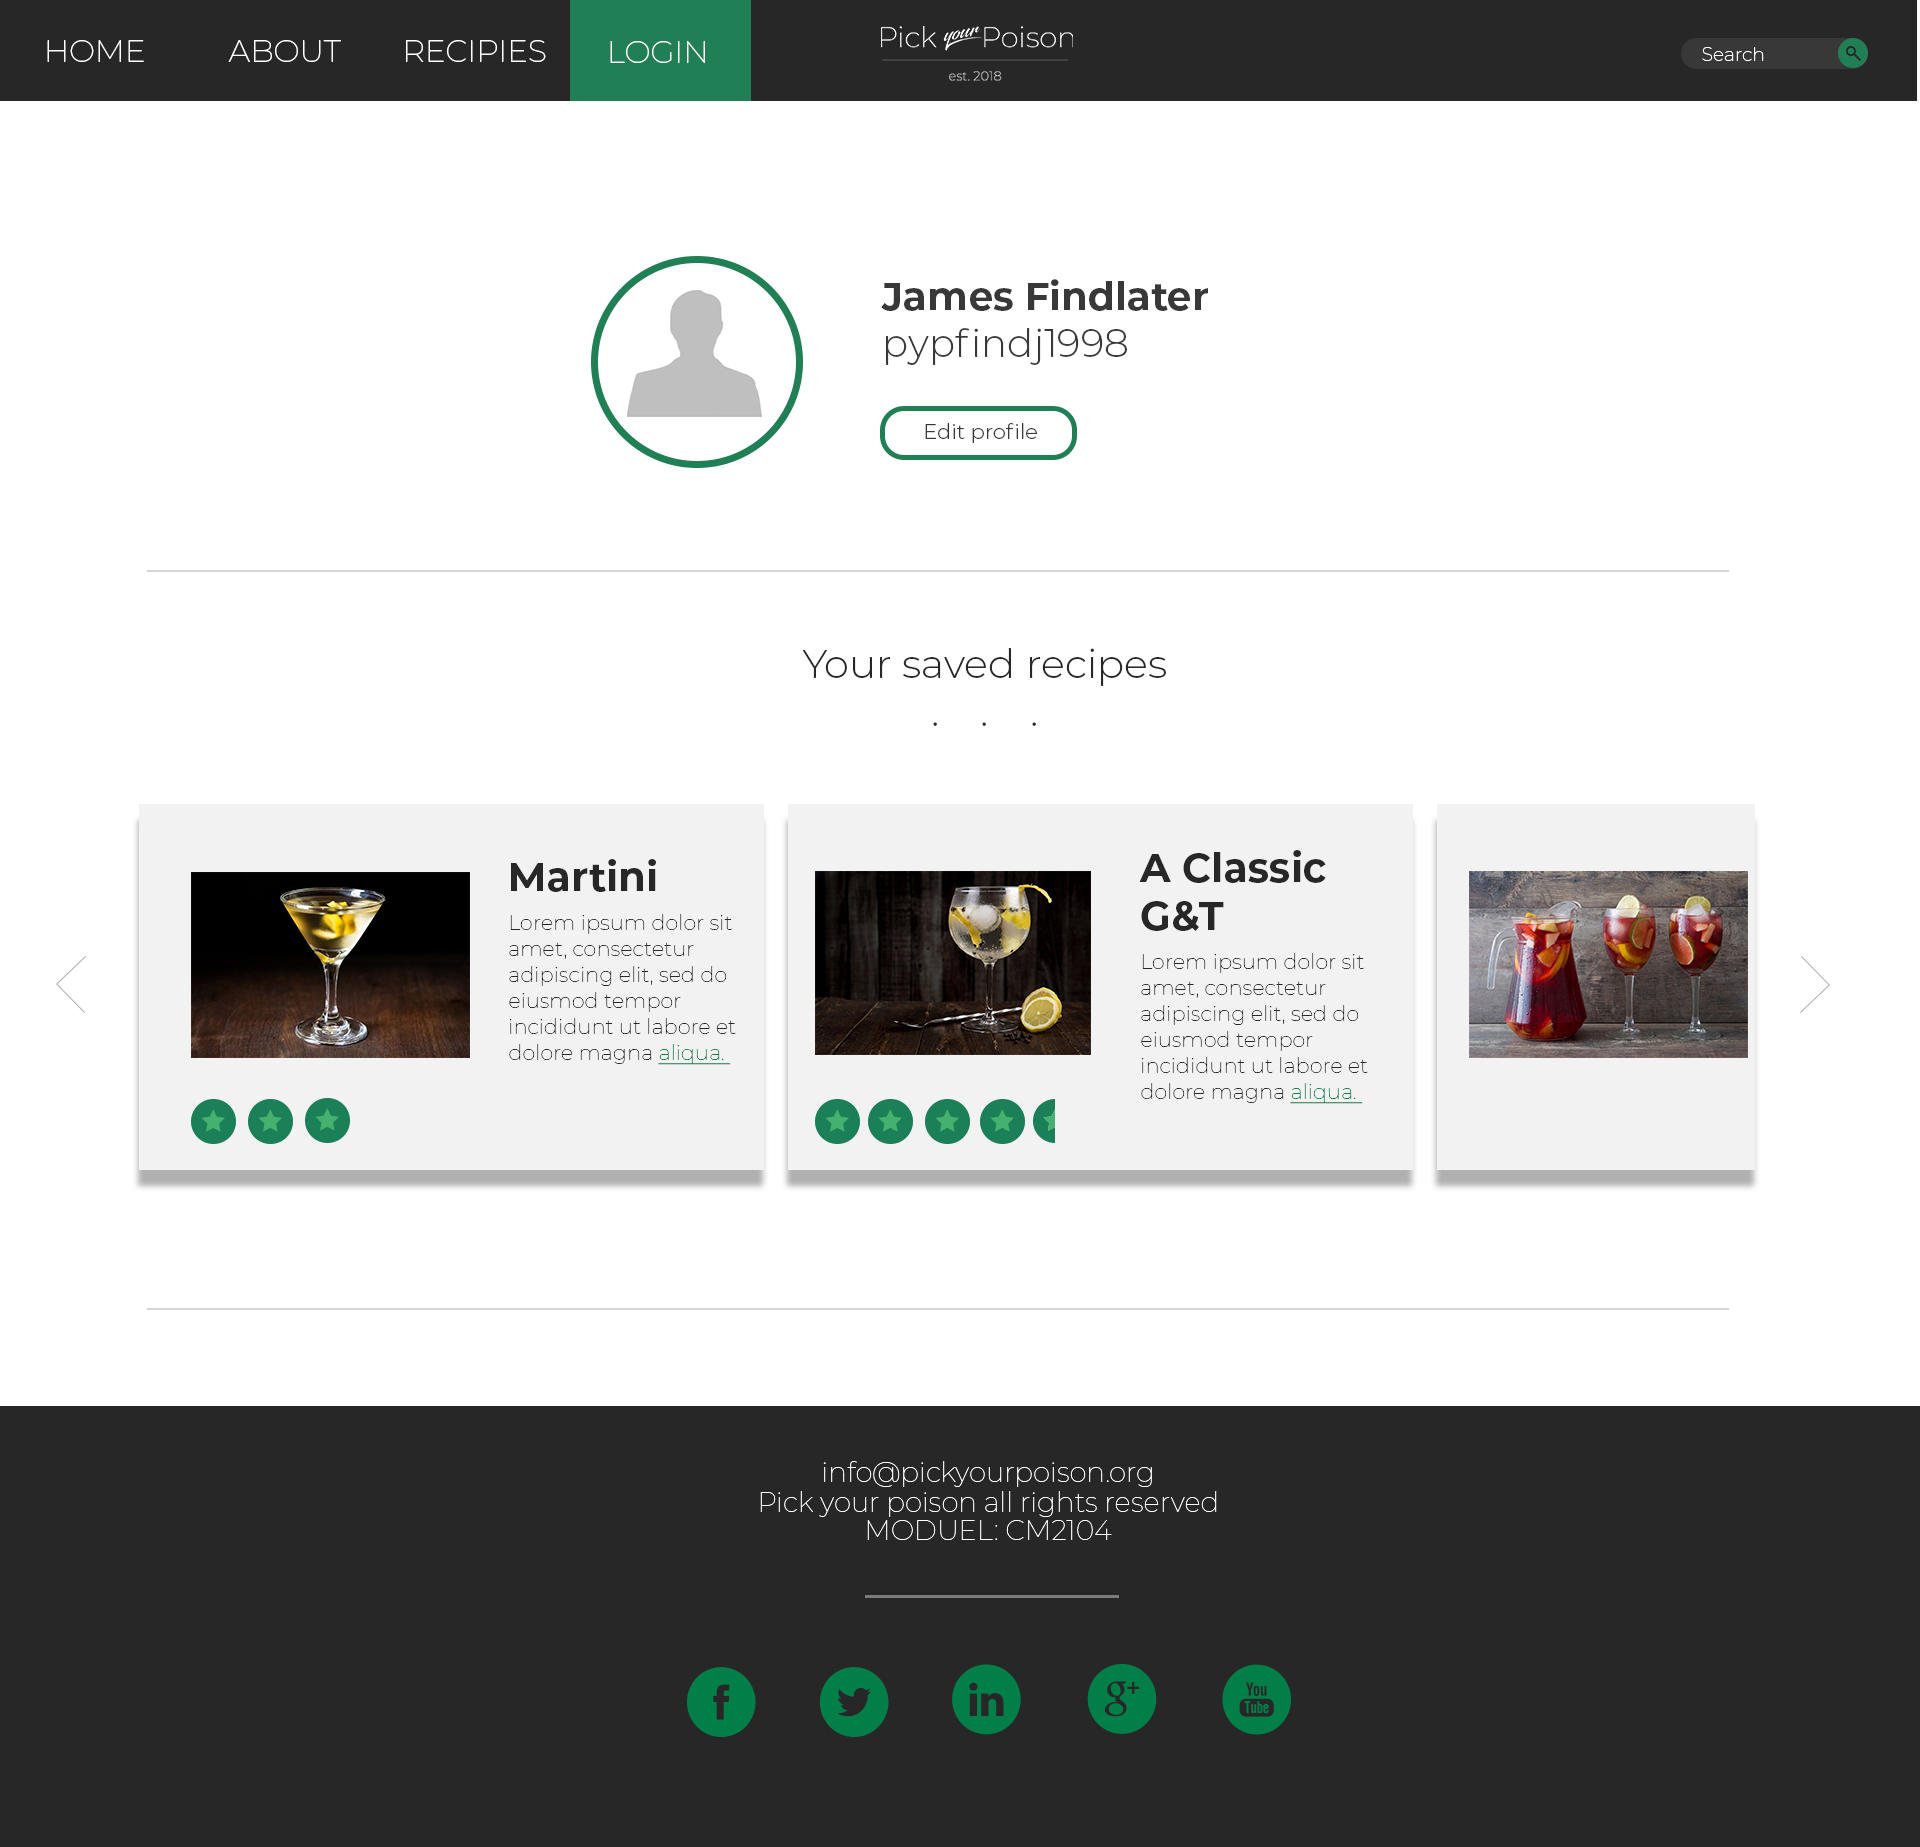 HOME ABOUT RECIPIES LOGIN
Pick your Poison
est. 2018
Search
James Findlater
pypfindj1998
Edit profile
Your saved recipes
. . .
Martini
Lorem ipsum dolor sit
amet, consectetur
adipiscing elit, sed do
eiusmod tempor
incididunt ut labore et
dolore magna aliqua.
A Classic
G&T
Lorem ipsum dolor sit
amet, consectetur
adipiscing elit, sed do
eiusmod tempor
incididunt ut labore et
dolore magna aliqua.
info@pickyourpoison.org
Pick your poison all rights reserved
MODUEL: CM2104
f
in
g+
You
Tube